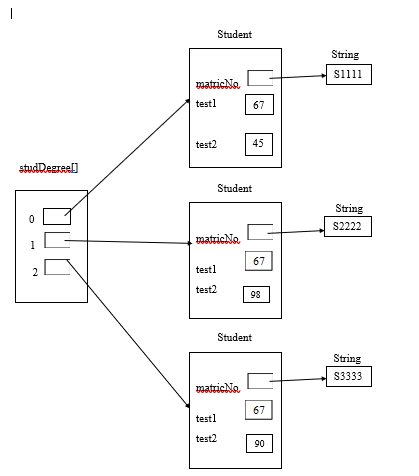 Student
String
matricNo
S1111
test1
67
test2
45
studDegree[]
0
1
2
Student
String
matricNo
S2222
test1
67
test2
98
Student
String
matricNo
S3333
test1
67
test2
90